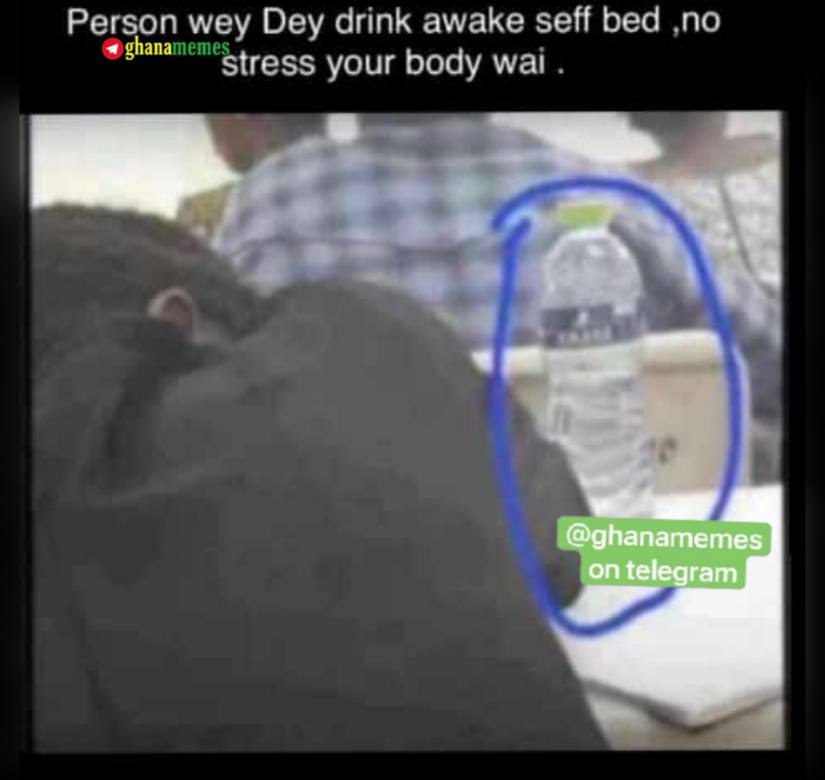 Person wey Dey drink awake seff bed ,no
ghanamemes
stress your body wai .
@ghanamemes
on telegram